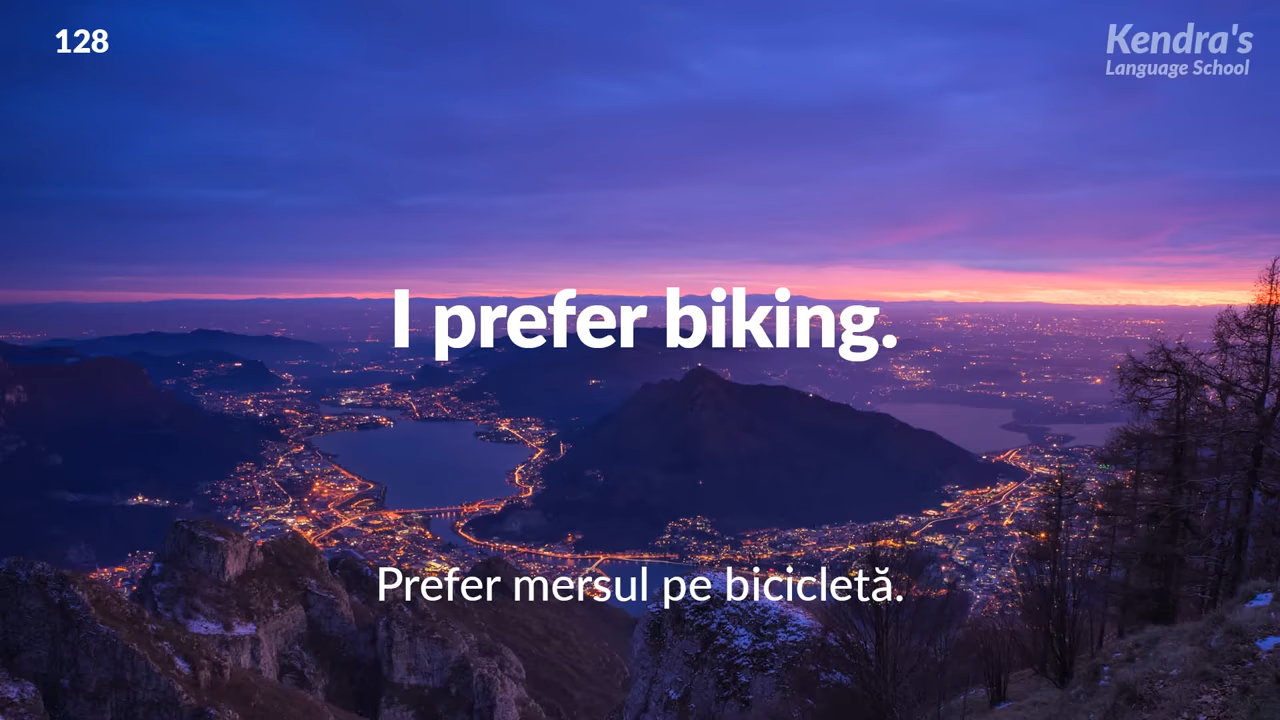 128
Kendra's
Language School
I prefer biking.
Prefer mersul pe bicicletă.